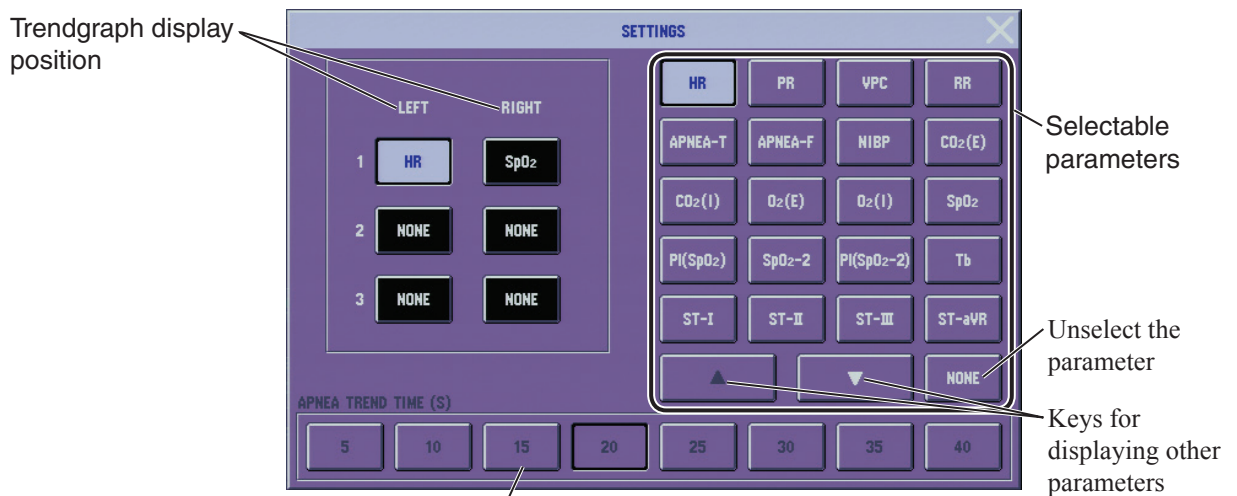 Trendgraph display
position
SETTINGS
LEFT RIGHT
1 HR SpO2
2 NONE NONE
3 NONE NONE
HR PR VPC RR
APNEA-T APNEA-F NIBP CO2(E)
CO2(I) O2(E) O2(I) SpO2
PI(SpO2) SpO2-2 PI(SpO2-2) Tb
ST-I ST-II ST-III ST-aVR
▲ ▼ NONE
Selectable
parameters
Unselect the
parameter
Keys for
displaying other
parameters
APNEA TREND TIME (S)
5 10 15 20 25 30 35 40